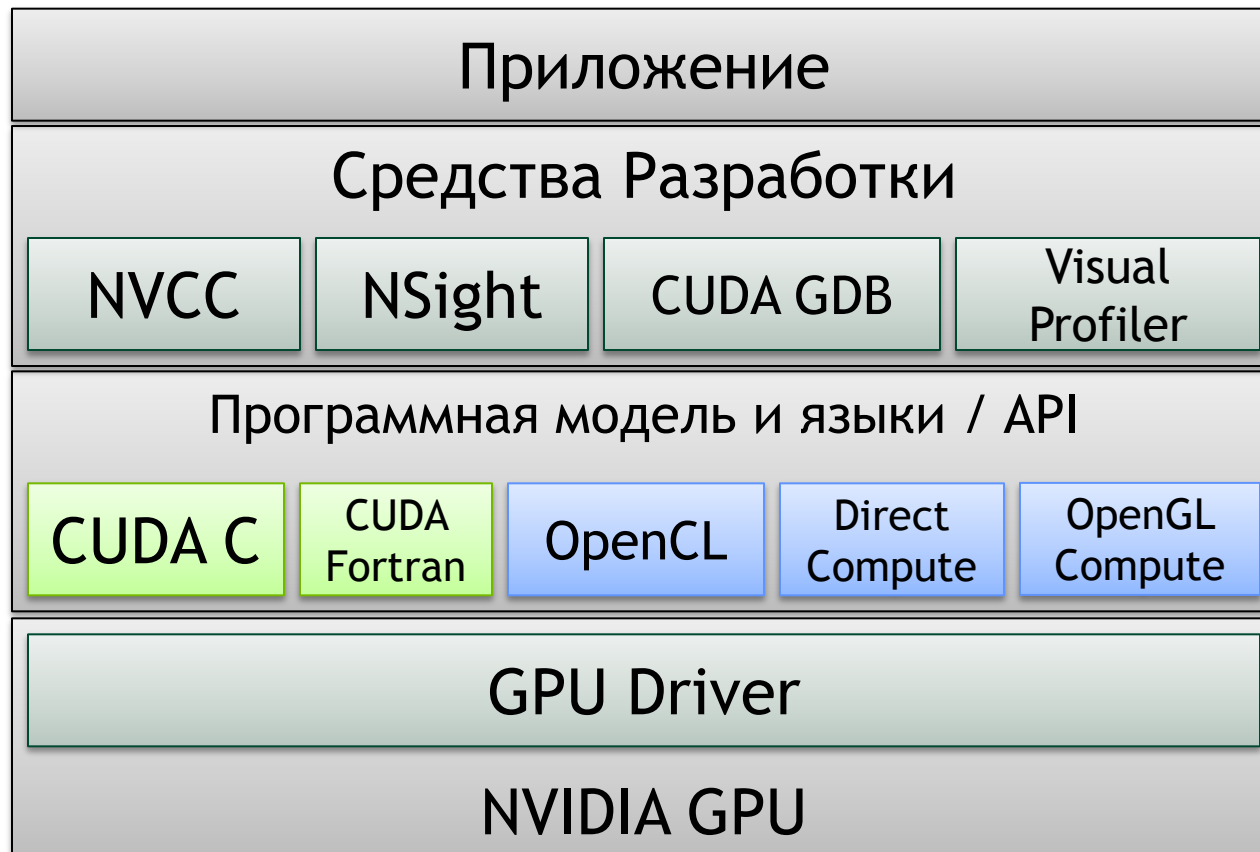 Приложение
Средства Разработки
NVCC
NSight
CUDA GDB
Visual
Profiler
Программная модель и языки / API
CUDA C
CUDA
Fortran
OpenCL
Direct
Compute
OpenGL
Compute
GPU Driver
NVIDIA GPU